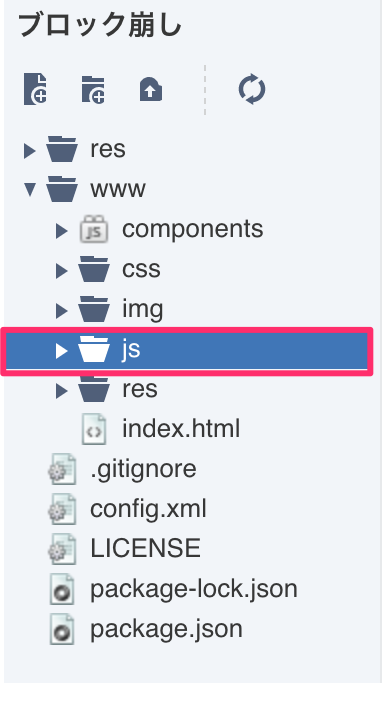 ブロック崩し
res
www
JS components
css
img
js
res
index.html
.gitignore
config.xml
LICENSE
package-lock.json
package.json